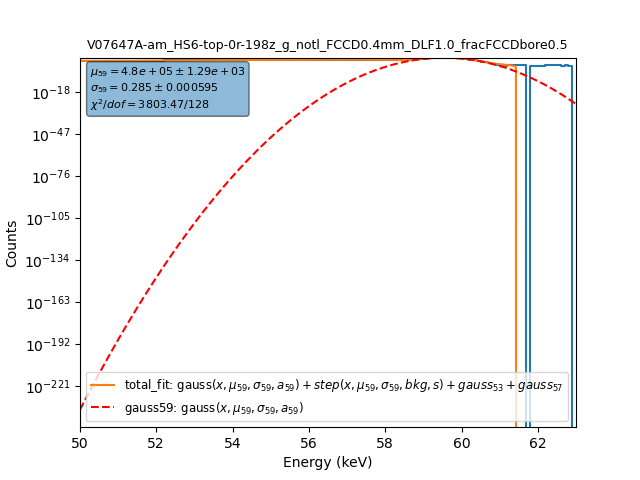 V07647A-am_HS6-top-0r-198z_g_notl_FCCD0.4mm_DLF1.0_fracFCCDbore0.5
μ₅₉ = 4.8e + 05 ± 1.29e + 03
σ₅₉ = 0.285 ± 0.000595
χ²/dof = 3803.47/128
Counts
10⁻¹⁸
10⁻⁴⁷
10⁻⁷⁶
10⁻¹⁰⁵
10⁻¹³⁴
10⁻¹⁶³
10⁻¹⁹²
10⁻²²¹
total_fit: gauss(x, μ₅₉, σ₅₉, a₅₉) + step(x, μ₅₉, σ₅₉, bkg, s) + gauss₅₃ + gauss₅₇
gauss59: gauss(x, μ₅₉, σ₅₉, a₅₉)
50 52 54 56 58 60 62
Energy (keV)